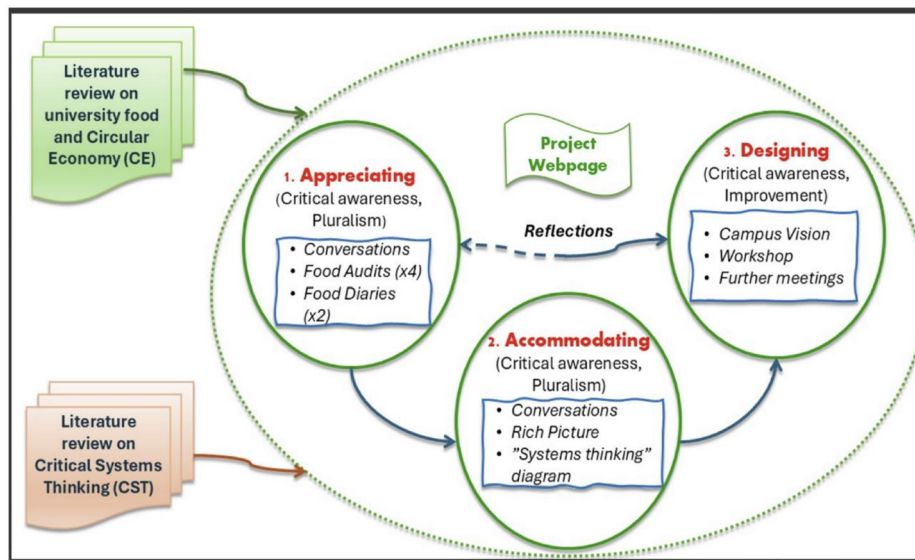 Literature
review on
university food
and Circular
Economy (CE)
Project
Webpage
1. Appreciating
(Critical awareness,
Pluralism)
• Conversations
• Food Audits (x4)
• Food Diaries
(x2)
Reflections
3. Designing
(Critical awareness,
Improvement)
• Campus Vision
• Workshop
• Further meetings
2. Accommodating
(Critical awareness,
Pluralism)
• Conversations
• Rich Picture
• ”Systems thinking”
diagram
Literature
review on
Critical Systems
Thinking (CST)